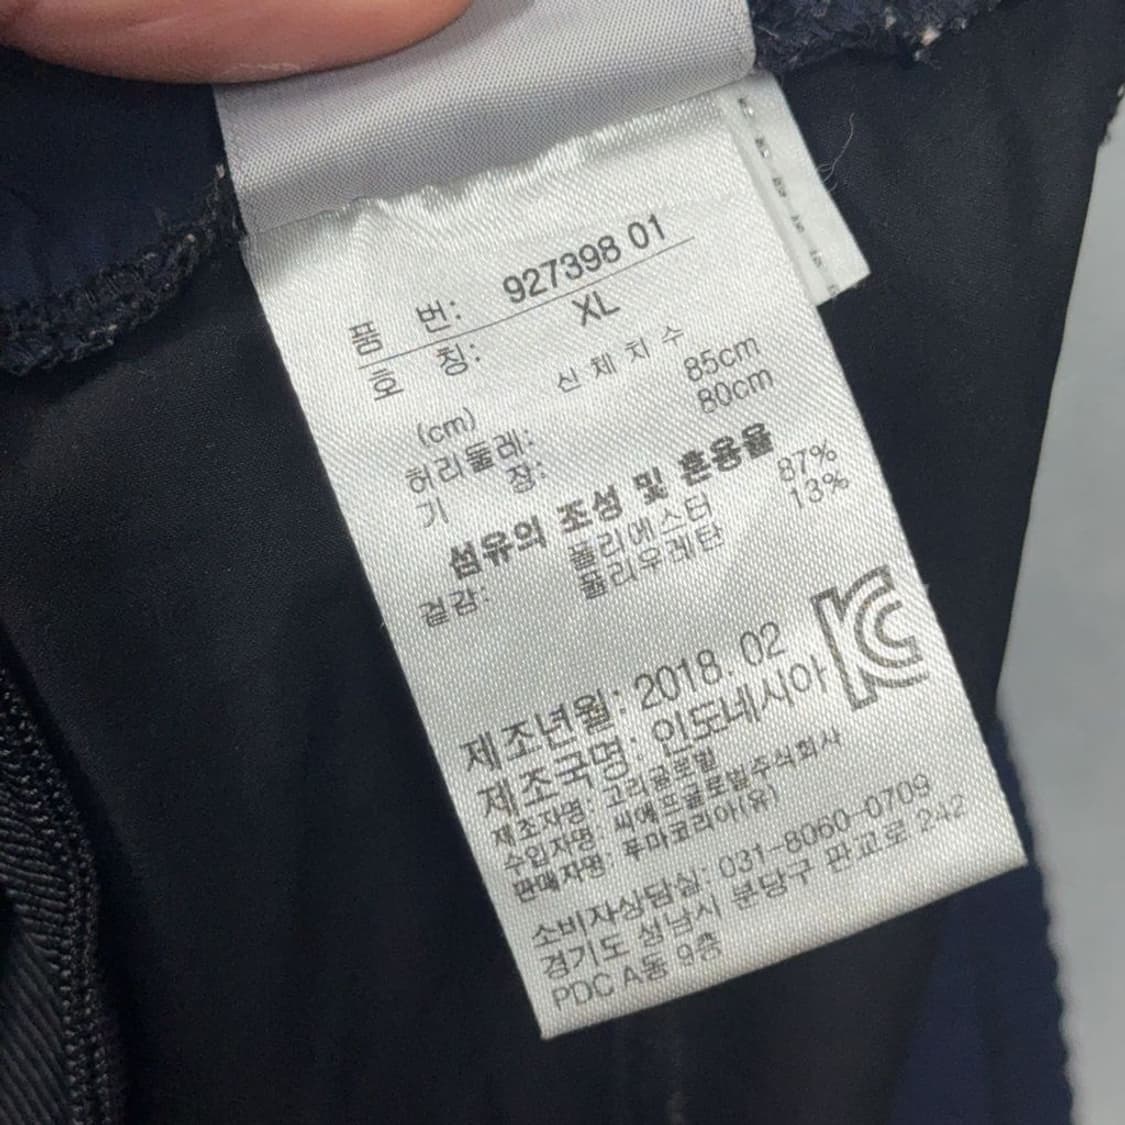 품 번: 927398 01
호 칭: XL
(cm) 신 체 치 수
허리둘레: 85cm
기 장: 80cm
섬유의 조성 및 혼용율
겉감: 폴리에스터 87%
폴리우레탄 13%
제조년월: 2018. 02
제조국명: 인도네시아
제조자명: 고리글로벌
수입자명: 씨에프글로벌주식회사
판매자명: 푸마코리아(유)
소비자상담실: 031-8060-0709
경기도 성남시 분당구 판교로 242
PDC A동 9층